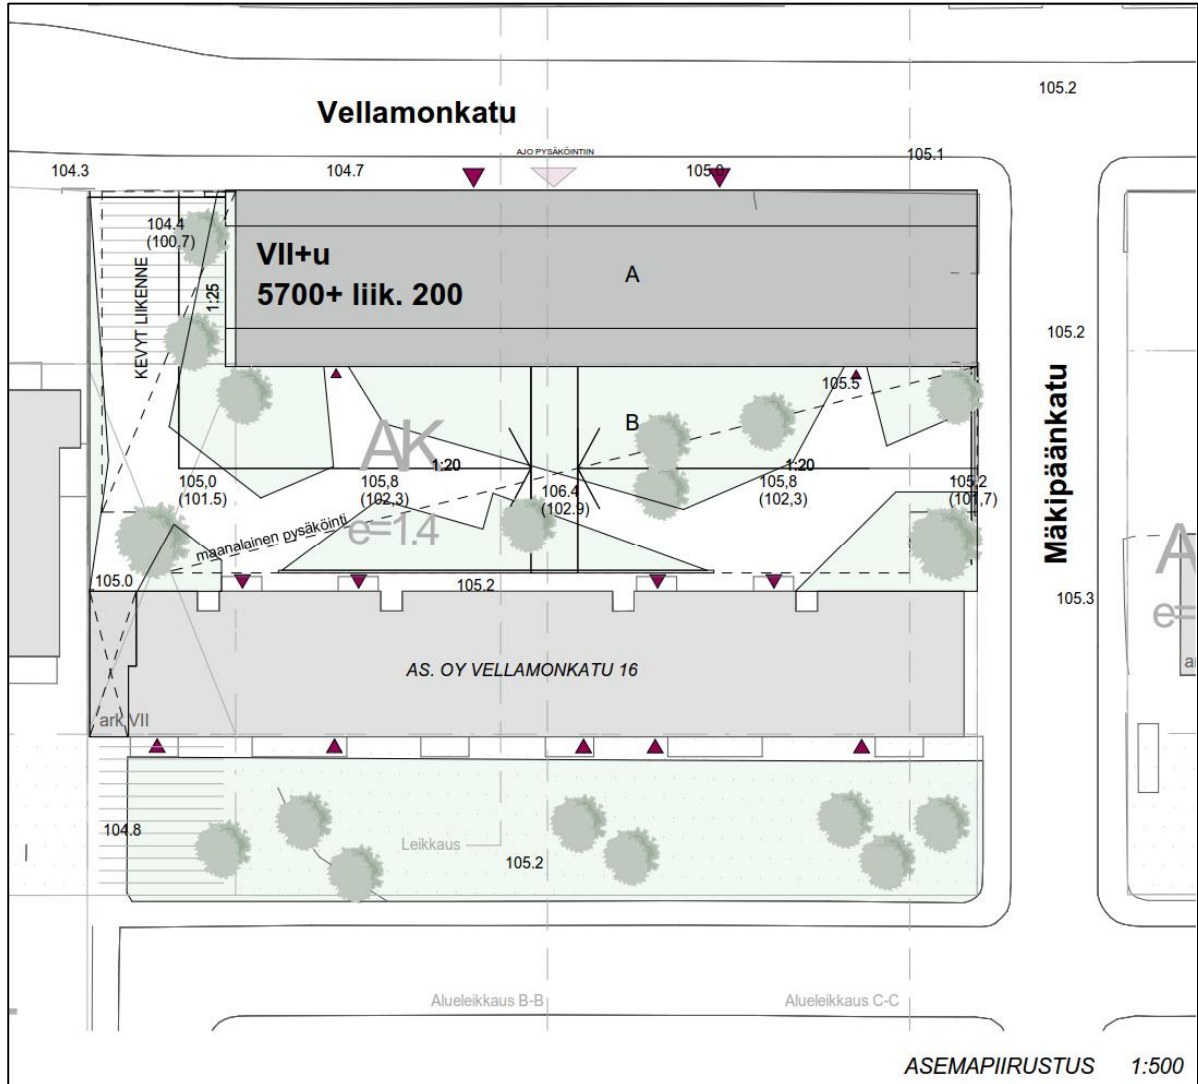 105.2
Vellamonkatu
AJO PYSÄKÖINTIIN
104.3
104.7
105.0
105.1
104.4
(100.7)
KEVYT LIIKENNE
1:25
VII+u
5700+ liik. 200
A
105.2
105.5
Mäkipäänkatu
AK
B
1:20
1:20
105,0
(101.5)
105,8
(102,3)
106.4
(102.9)
105,8
(102,3)
105,2
(101,7)
e=1.4
maanalainen pysäköinti
A
105.0
105.2
105.3
e=
AS. OY VELLAMONKATU 16
ark VII
104.8
Leikkaus
105.2
Alueleikkaus B-B
Alueleikkaus C-C
ASEMAPIIRUSTUS 1:500